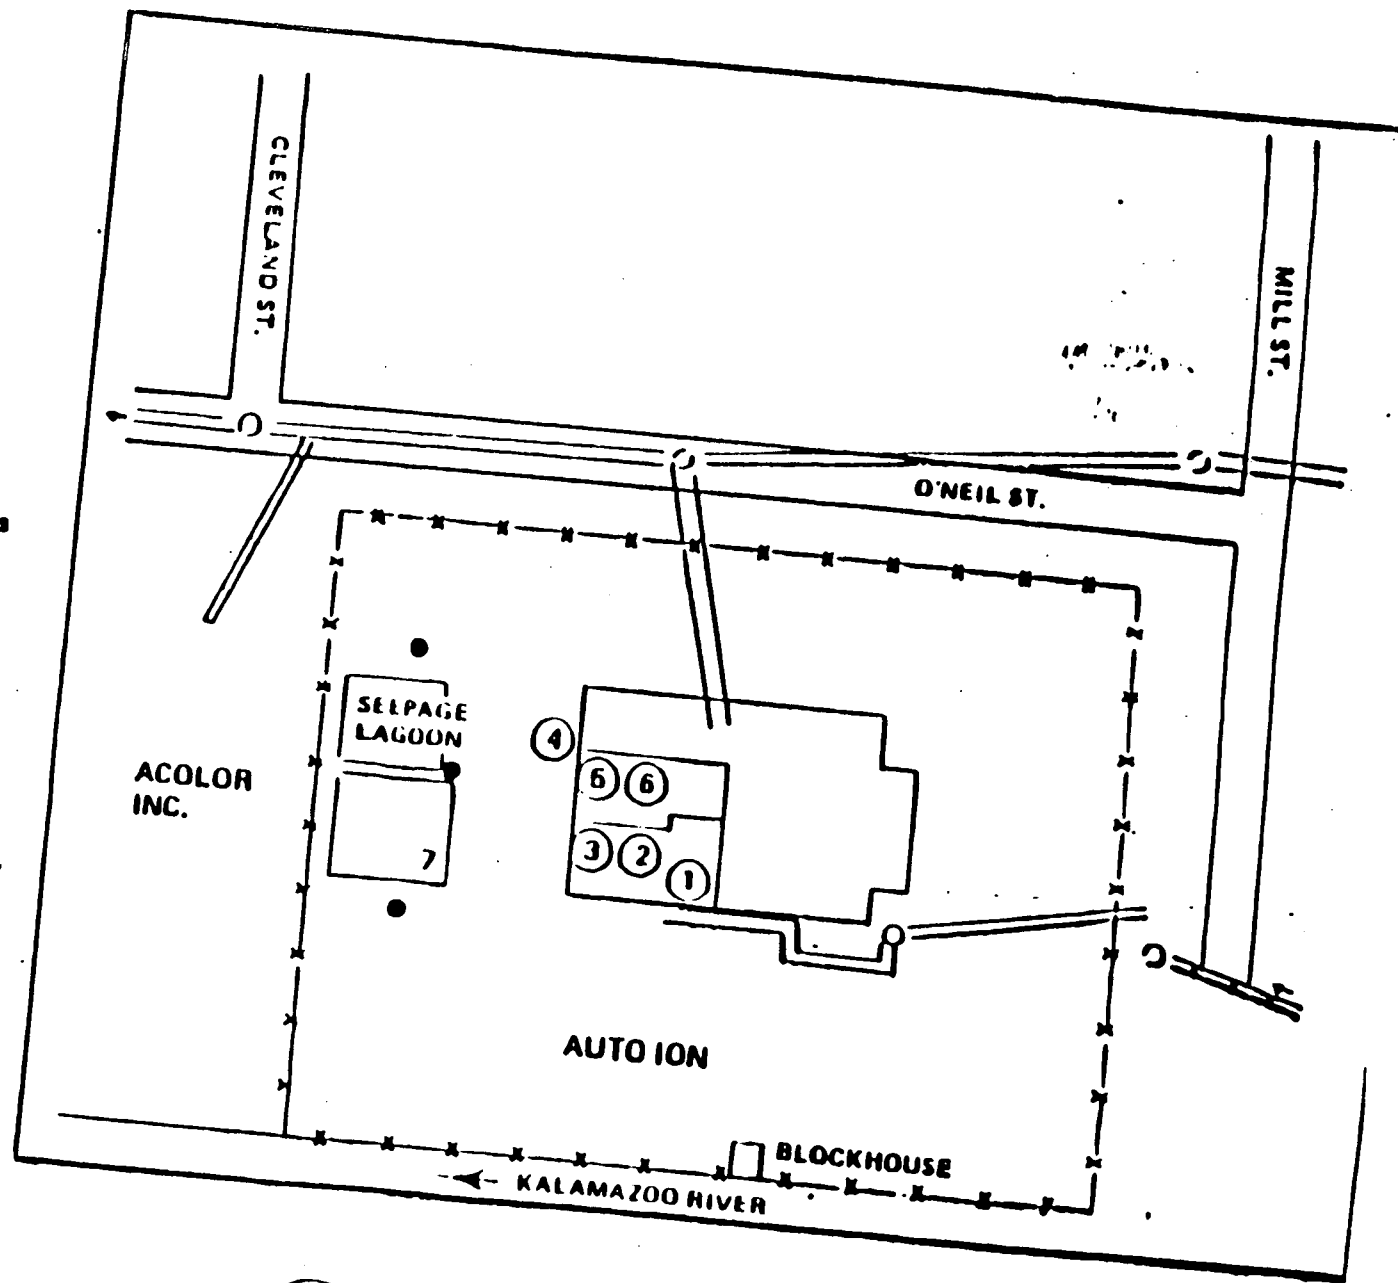 CLEVELAND ST.
MILL ST.
O'NEIL ST.
SEEPAGE
LAGOON
4
6 6
ACOLOR
INC.
3 2
7
1
AUTO ION
BLOCKHOUSE
KALAMAZOO RIVER